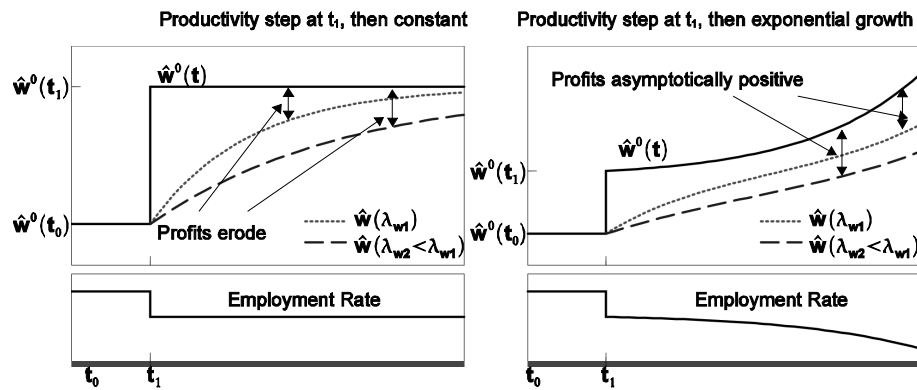 Productivity step at t₁, then constant
ŵ⁰(t₁)
ŵ⁰(t)
ŵ⁰(t₀)
Profits erode
ŵ(λw1)
ŵ(λw2<λw1)
Employment Rate
t₀
t₁
Productivity step at t₁, then exponential growth
Profits asymptotically positive
ŵ⁰(t)
ŵ⁰(t₁)
ŵ⁰(t₀)
ŵ(λw1)
ŵ(λw2<λw1)
Employment Rate
t₁